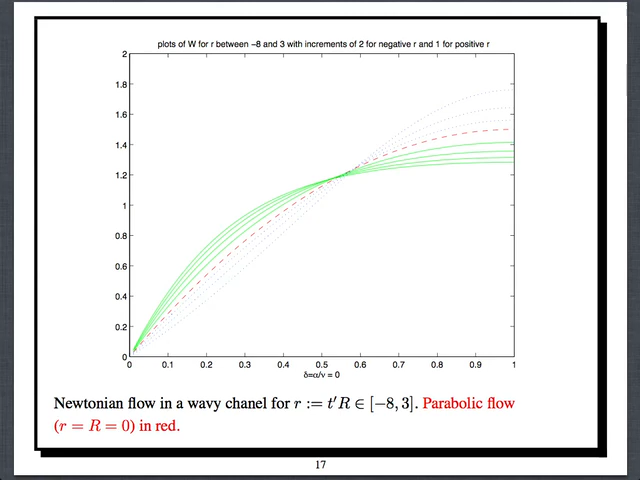 plots of W for r between −8 and 3 with increments of 2 for negative r and 1 for positive r
2
1.8
1.6
1.4
1.2
1
0.8
0.6
0.4
0.2
0
0 0.1 0.2 0.3 0.4 0.5 0.6 0.7 0.8 0.9 1
δ=α/ν = 0
Newtonian flow in a wavy chanel for r := t′R ∈ [−8, 3]. Parabolic flow
(r = R = 0) in red.
17